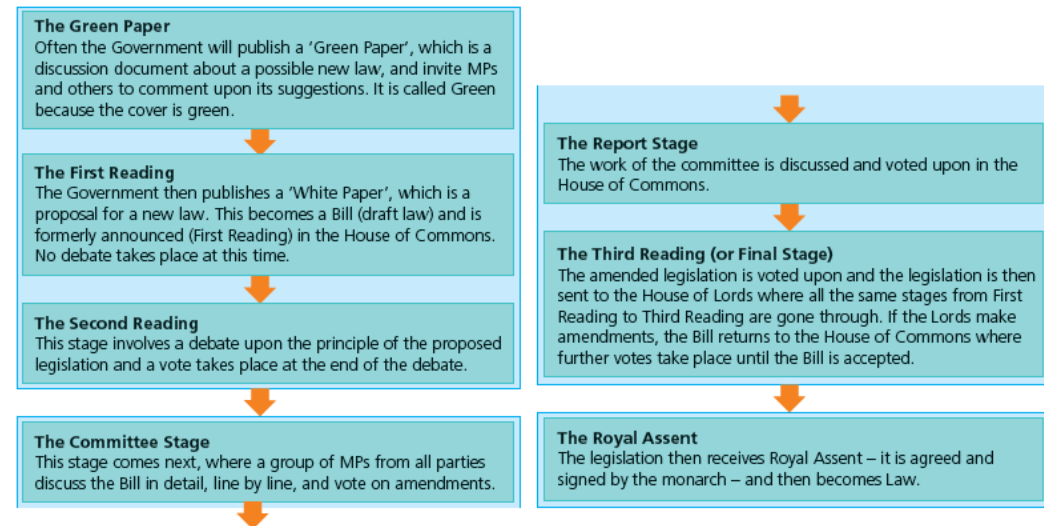 The Green Paper
Often the Government will publish a ‘Green Paper’, which is a
discussion document about a possible new law, and invite MPs
and others to comment upon its suggestions. It is called Green
because the cover is green.
The First Reading
The Government then publishes a ‘White Paper’, which is a
proposal for a new law. This becomes a Bill (draft law) and is
formerly announced (First Reading) in the House of Commons.
No debate takes place at this time.
The Second Reading
This stage involves a debate upon the principle of the proposed
legislation and a vote takes place at the end of the debate.
The Committee Stage
This stage comes next, where a group of MPs from all parties
discuss the Bill in detail, line by line, and vote on amendments.
The Report Stage
The work of the committee is discussed and voted upon in the
House of Commons.
The Third Reading (or Final Stage)
The amended legislation is voted upon and the legislation is then
sent to the House of Lords where all the same stages from First
Reading to Third Reading are gone through. If the Lords make
amendments, the Bill returns to the House of Commons where
further votes take place until the Bill is accepted.
The Royal Assent
The legislation then receives Royal Assent – it is agreed and
signed by the monarch – and then becomes Law.